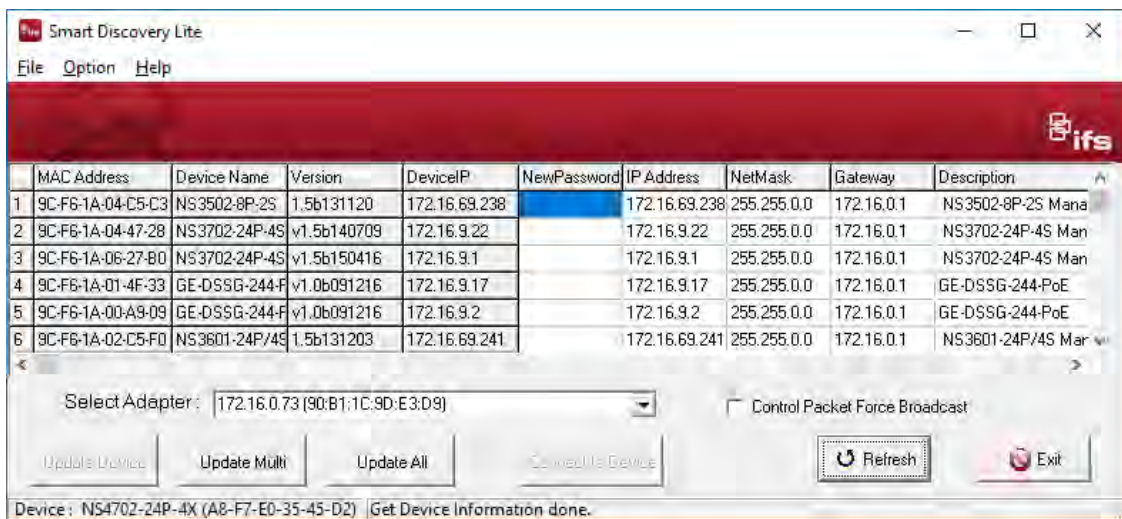 Smart Discovery Lite
File Option Help
ifs
MAC Address Device Name Version DeviceIP NewPassword IP Address NetMask Gateway Description
1 9C-F6-1A-04-C5-C3 NS3502-8P-2S 1.5b131120 172.16.69.238 172.16.69.238 255.255.0.0 172.16.0.1 NS3502-8P-2S Mana
2 9C-F6-1A-04-47-28 NS3702-24P-4S v1.5b140709 172.16.9.22 172.16.9.22 255.255.0.0 172.16.0.1 NS3702-24P-4S Man
3 9C-F6-1A-06-27-B0 NS3702-24P-4S v1.5b150416 172.16.9.1 172.16.9.1 255.255.0.0 172.16.0.1 NS3702-24P-4S Man
4 9C-F6-1A-01-4F-33 GE-DSSG-244-F v1.0b091216 172.16.9.17 172.16.9.17 255.255.0.0 172.16.0.1 GE-DSSG-244-PoE
5 9C-F6-1A-00-A9-09 GE-DSSG-244-F v1.0b091216 172.16.9.2 172.16.9.2 255.255.0.0 172.16.0.1 GE-DSSG-244-PoE
6 9C-F6-1A-02-C5-F0 NS3601-24P/4S 1.5b131203 172.16.69.241 172.16.69.241 255.255.0.0 172.16.0.1 NS3601-24P/4S Mar
Select Adapter : 172.16.0.73 (90:B1:1C:9D:E3:D9) Control Packet Force Broadcast
Update Device Update Multi Update All Connect to Device Refresh Exit
Device : NS4702-24P-4X (A8-F7-E0-35-45-D2) Get Device Information done.